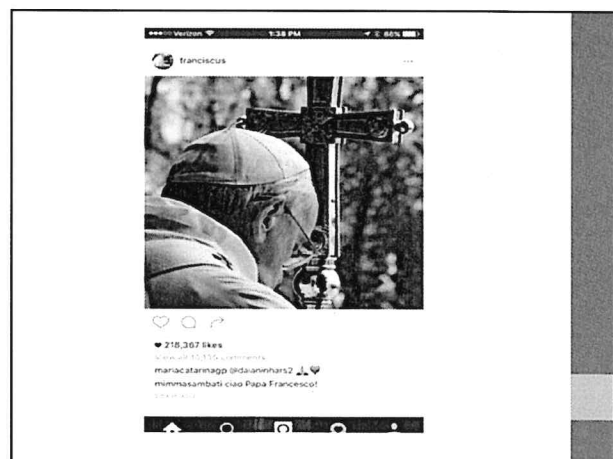 Verizon 1:38 PM 86%
franciscus
218,367 likes
mariacatarinagp @daianinhars2
mimmasambati ciao Papa Francesco!